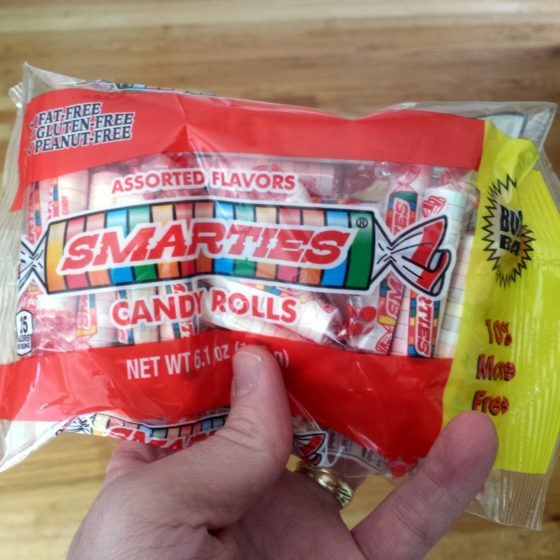 ✓FAT-FREE
✓GLUTEN-FREE
✓PEANUT-FREE
ASSORTED FLAVORS
SMARTIES®
CANDY ROLLS
NET WT 6.1 oz
10%
More
Free